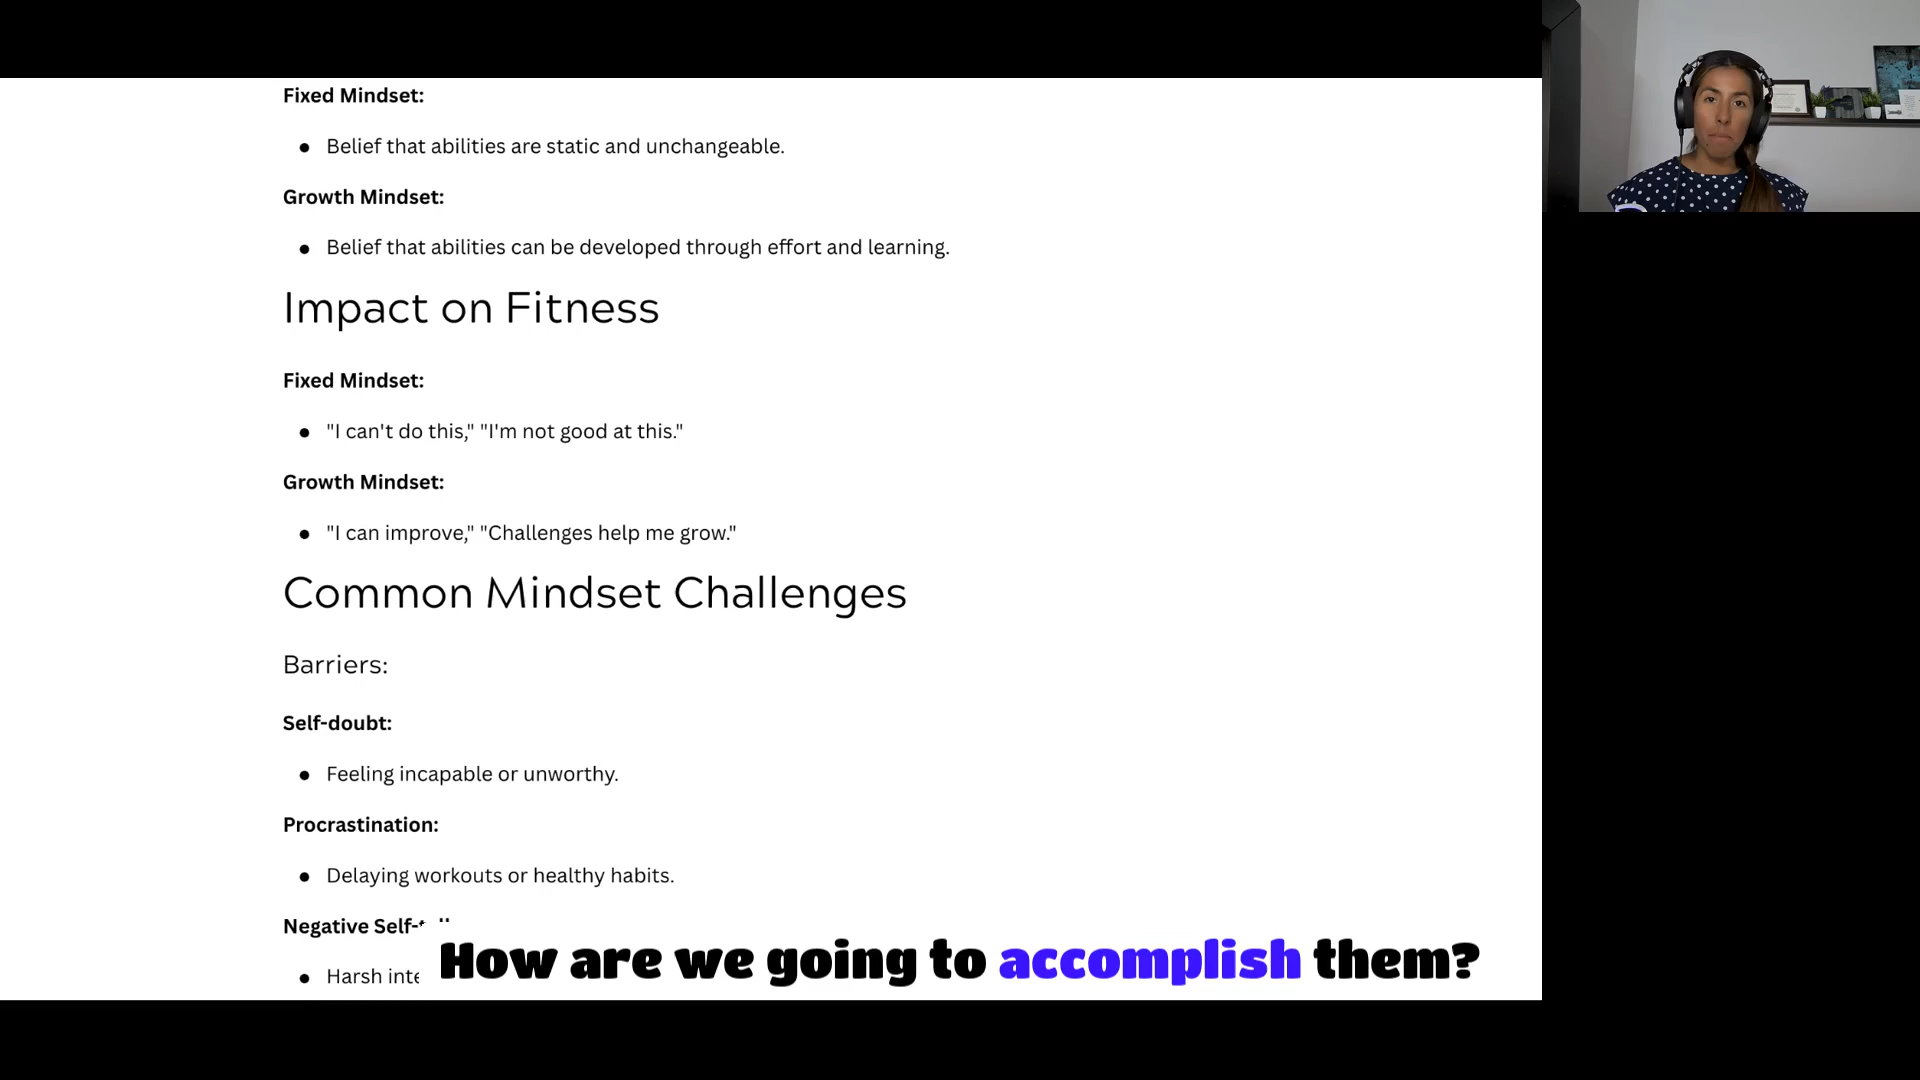 Fixed Mindset:
● Belief that abilities are static and unchangeable.
Growth Mindset:
● Belief that abilities can be developed through effort and learning.
Impact on Fitness
Fixed Mindset:
● "I can't do this," "I'm not good at this."
Growth Mindset:
● "I can improve," "Challenges help me grow."
Common Mindset Challenges
Barriers:
Self-doubt:
● Feeling incapable or unworthy.
Procrastination:
● Delaying workouts or healthy habits.
Negative Self-
● Harsh
How are we going to accomplish them?